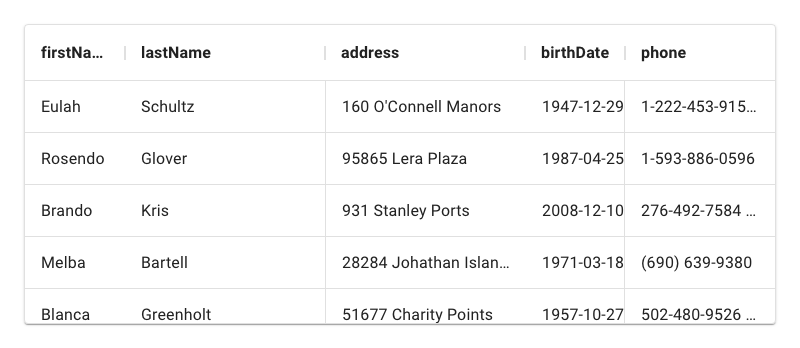 firstNa... lastName address birthDate phone
Eulah Schultz 160 O'Connell Manors 1947-12-29 1-222-453-915...
Rosendo Glover 95865 Lera Plaza 1987-04-25 1-593-886-0596
Brando Kris 931 Stanley Ports 2008-12-10 276-492-7584 ...
Melba Bartell 28284 Johathan Islan... 1971-03-18 (690) 639-9380
Blanca Greenholt 51677 Charity Points 1957-10-27 502-480-9526 ...